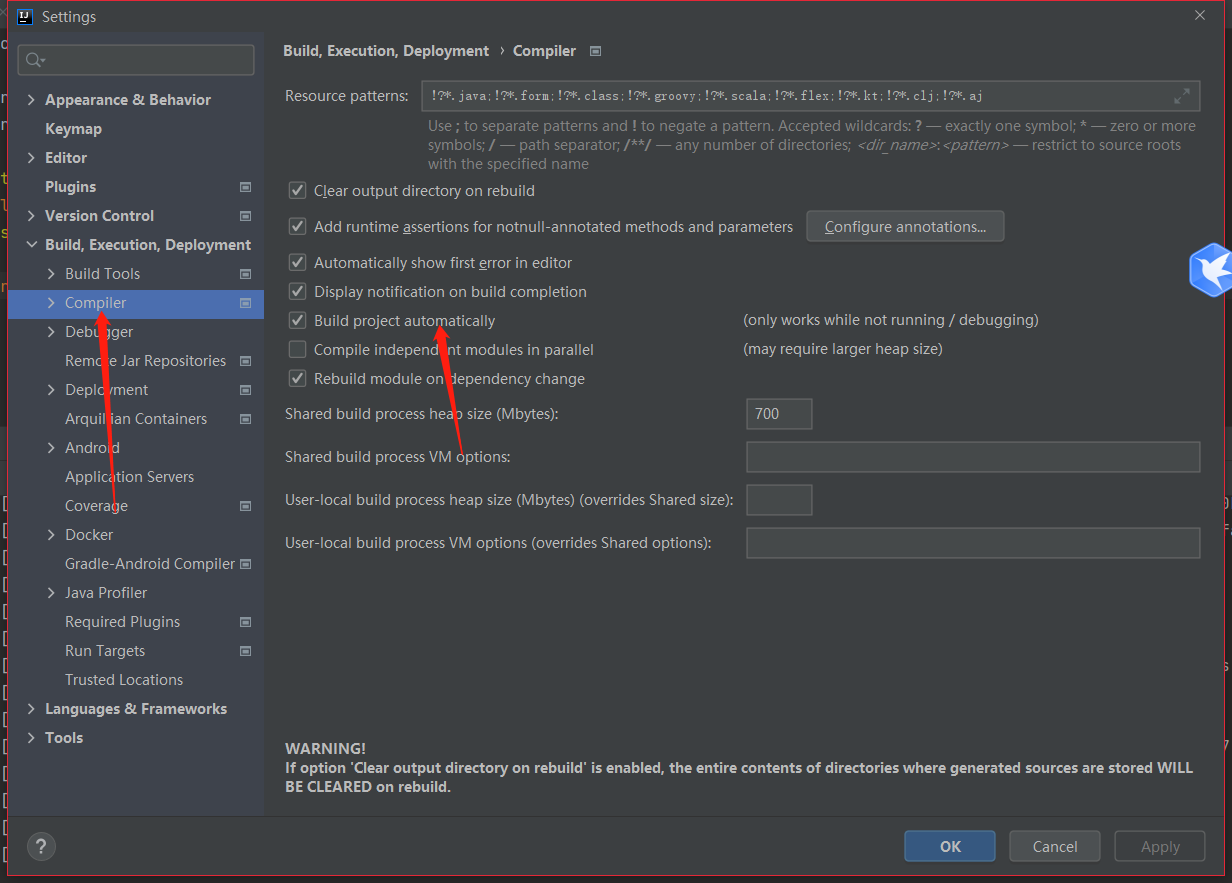 Settings
Appearance & Behavior
Keymap
Editor
Plugins
Version Control
Build, Execution, Deployment
Build Tools
Compiler
Debugger
Remote Jar Repositories
Deployment
Arquillian Containers
Android
Application Servers
Coverage
Docker
Gradle-Android Compiler
Java Profiler
Required Plugins
Run Targets
Trusted Locations
Languages & Frameworks
Tools
Build, Execution, Deployment › Compiler
Resource patterns: !?*.java;!?*.form;!?*.class;!?*.groovy;!?*.scala;!?*.flex;!?*.kt;!?*.clj;!?*.aj
Use ; to separate patterns and ! to negate a pattern. Accepted wildcards: ? — exactly one symbol; * — zero or more
symbols; / — path separator; /**/ — any number of directories; <dir_name>:<pattern> — restrict to source roots
with the specified name
Clear output directory on rebuild
Add runtime assertions for notnull-annotated methods and parameters Configure annotations...
Automatically show first error in editor
Display notification on build completion
Build project automatically (only works while not running / debugging)
Compile independent modules in parallel (may require larger heap size)
Rebuild module on dependency change
Shared build process heap size (Mbytes): 700
Shared build process VM options:
User-local build process heap size (Mbytes) (overrides Shared size):
User-local build process VM options (overrides Shared options):
WARNING!
If option 'Clear output directory on rebuild' is enabled, the entire contents of directories where generated sources are stored WILL
BE CLEARED on rebuild.
? OK Cancel Apply